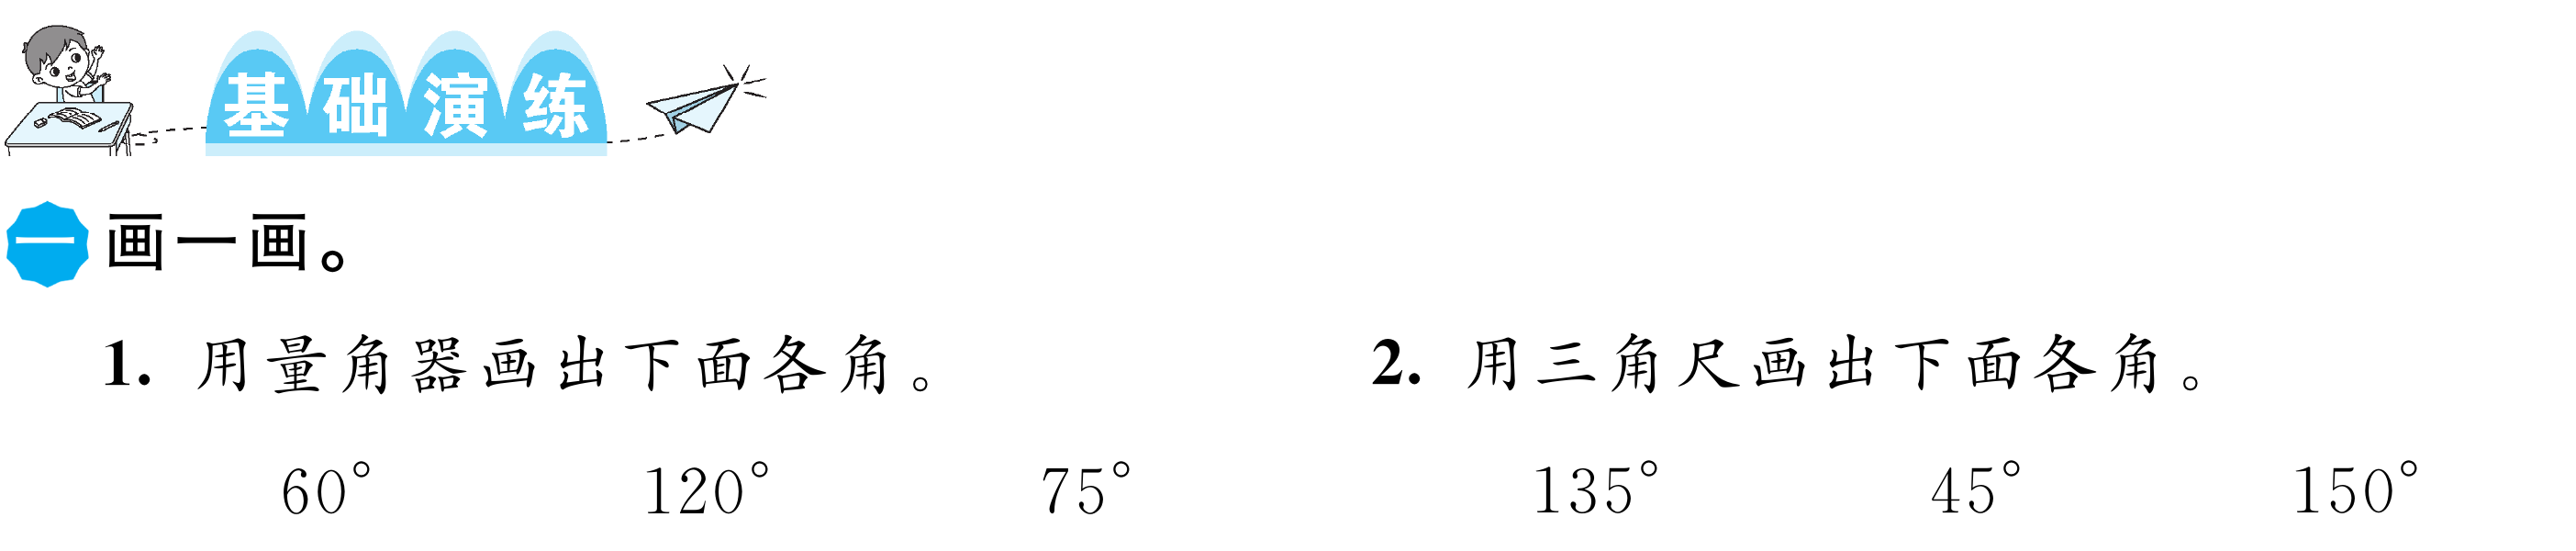 基础演练
一 画一画。
1. 用量角器画出下面各角。
60° 120° 75°
2. 用三角尺画出下面各角。
135° 45° 150°